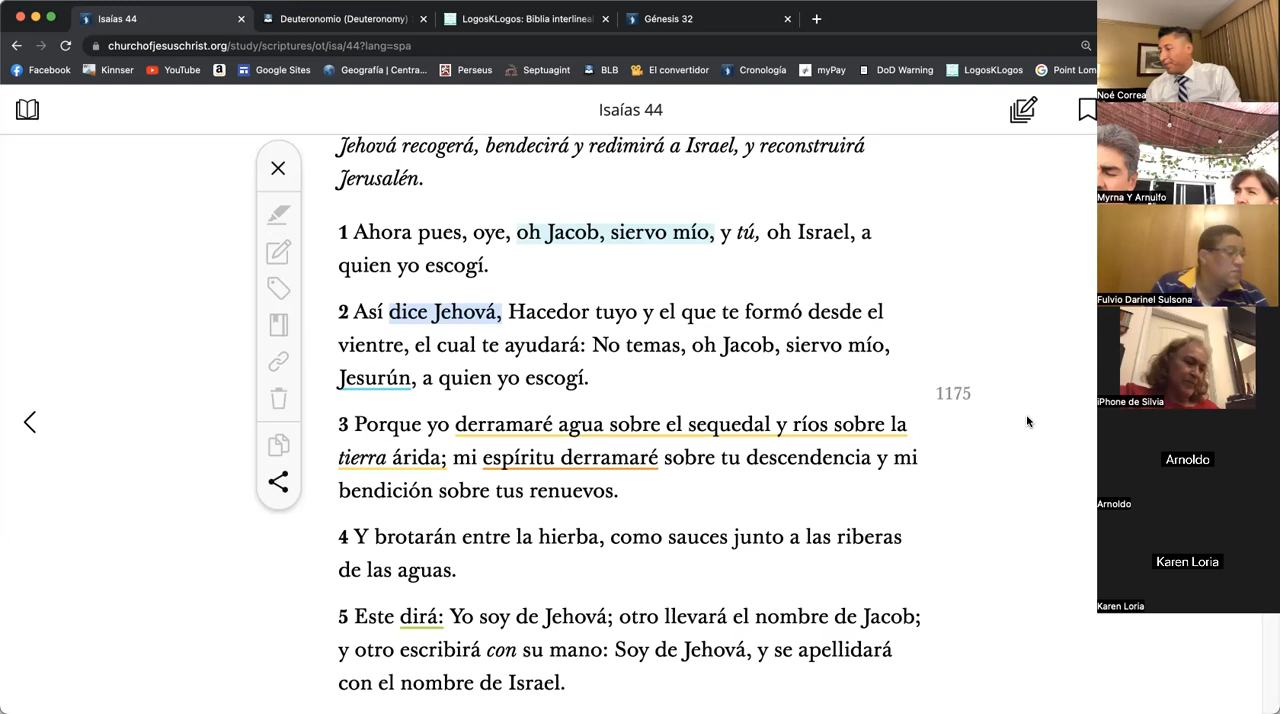 Isaías 44
Deuteronomio (Deuteronomy)
LogosKLogos: Biblia interlineal
Génesis 32
churchofjesuschrist.org/study/scriptures/ot/isa/44?lang=spa
Facebook
Kinnser
YouTube
Google Sites
Geografía | Centra...
Perseus
Septuagint
BLB
El convertidor
Cronología
myPay
DoD Warning
LogosKLogos
Point Lom
Isaías 44
Jehová recogerá, bendecirá y redimirá a Israel, y reconstruirá
Jerusalén.
1 Ahora pues, oye, oh Jacob, siervo mío, y tú, oh Israel, a
quien yo escogí.
2 Así dice Jehová, Hacedor tuyo y el que te formó desde el
vientre, el cual te ayudará: No temas, oh Jacob, siervo mío,
Jesurún, a quien yo escogí.
1175
3 Porque yo derramaré agua sobre el sequedal y ríos sobre la
tierra árida; mi espíritu derramaré sobre tu descendencia y mi
bendición sobre tus renuevos.
4 Y brotarán entre la hierba, como sauces junto a las riberas
de las aguas.
5 Este dirá: Yo soy de Jehová; otro llevará el nombre de Jacob;
y otro escribirá con su mano: Soy de Jehová, y se apellidará
con el nombre de Israel.
Noé Correa
Myrna Y Arnulfo
Fulvio Darinel Sulsona
iPhone de Silvia
Arnoldo
Arnoldo
Karen Loria
Karen Loria